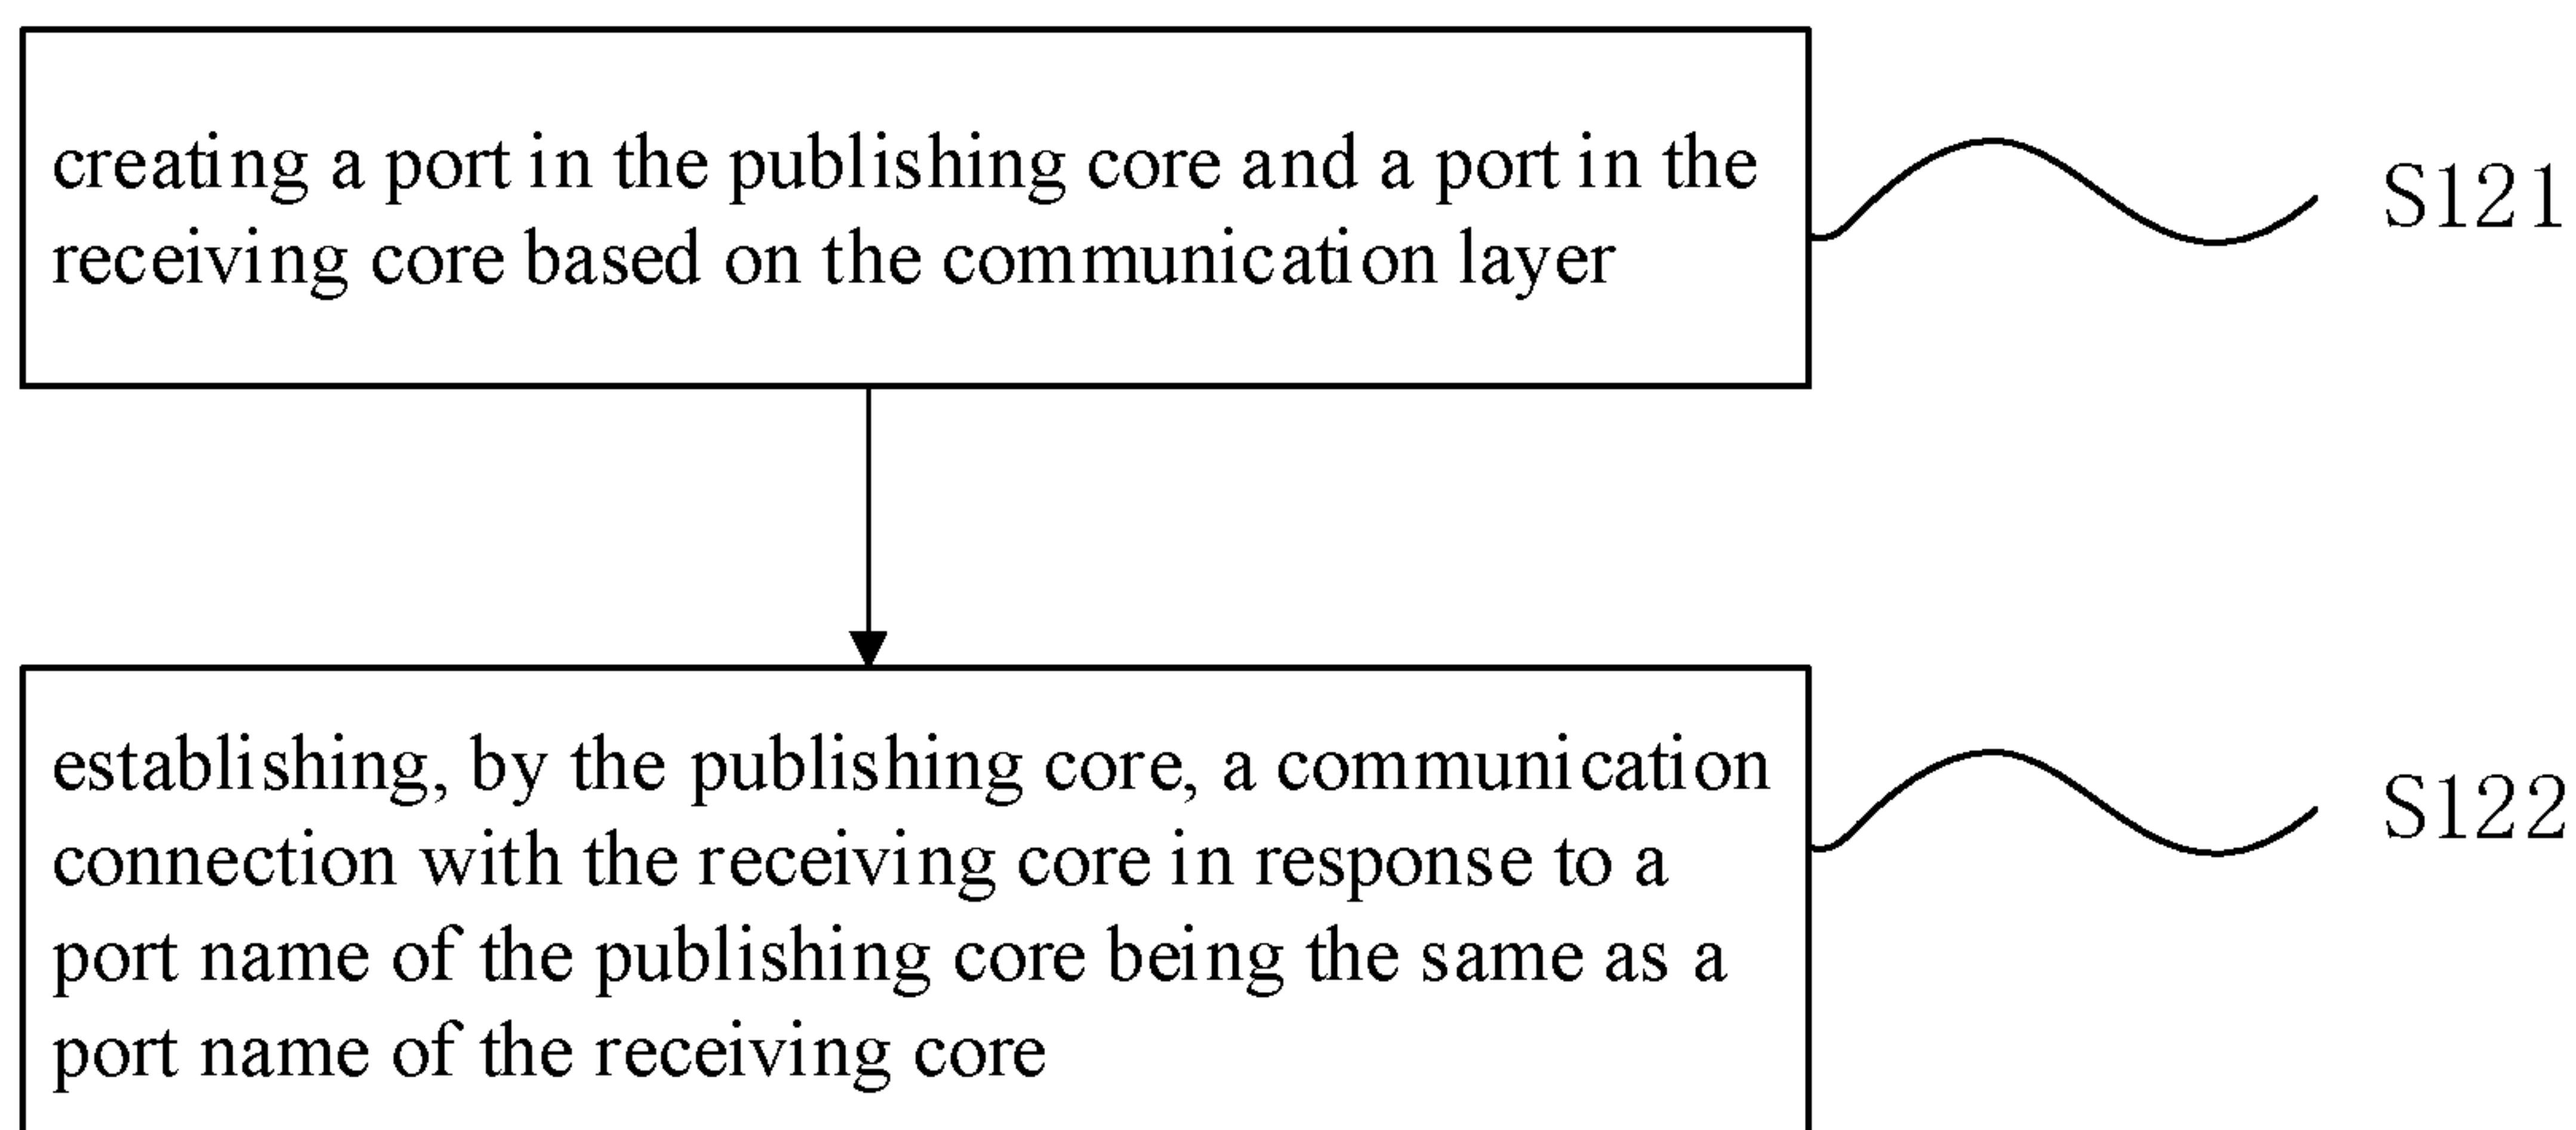 creating a port in the publishing core and a port in the
receiving core based on the communication layer
S121
establishing, by the publishing core, a communication
connection with the receiving core in response to a
port name of the publishing core being the same as a
port name of the receiving core
S122